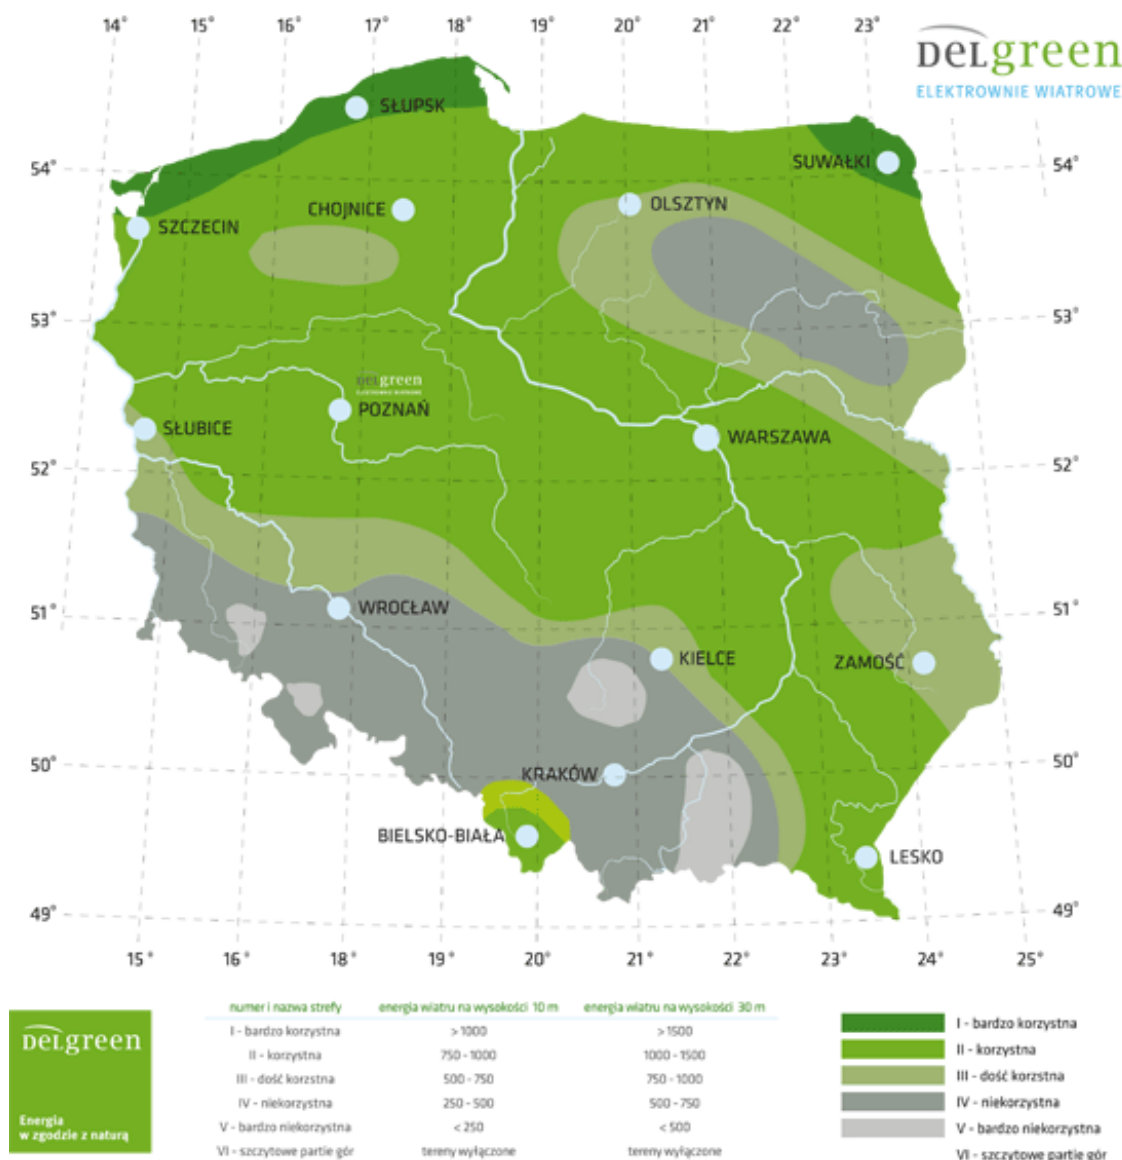 14° 15° 16° 17° 18° 19° 20° 21° 22° 23°
DELgreen
ELEKTROWNIE WIATROWE
SŁUPSK
SUWAŁKI
54° 54°
CHOJNICE
OLSZTYN
SZCZECIN
53° 53°
DELgreen
ELEKTROWNIE WIATROWE
POZNAŃ
SŁUBICE
WARSZAWA
52° 52°
WROCŁAW
51° 51°
KIELCE
ZAMOŚĆ
50° 50°
KRAKÓW
BIELSKO-BIAŁA
LESKO
49° 49°
15° 16° 18° 19° 20° 21° 22° 23° 24° 25°
DELgreen
Energia
w zgodzie z naturą
numer i nazwa strefy energia wiatru na wysokości 10 m energia wiatru na wysokości 30 m
I - bardzo korzystna > 1000 > 1500
II - korzystna 750 - 1000 1000 - 1500
III - dość korzstna 500 - 750 750 - 1000
IV - niekorzystna 250 - 500 500 - 750
V - bardzo niekorzystna < 250 < 500
VI - szczytowe partie gór tereny wyłączone tereny wyłączone
I - bardzo korzystna
II - korzystna
III - dość korzstna
IV - niekorzystna
V - bardzo niekorzystna
VI - szczytowe partie gór